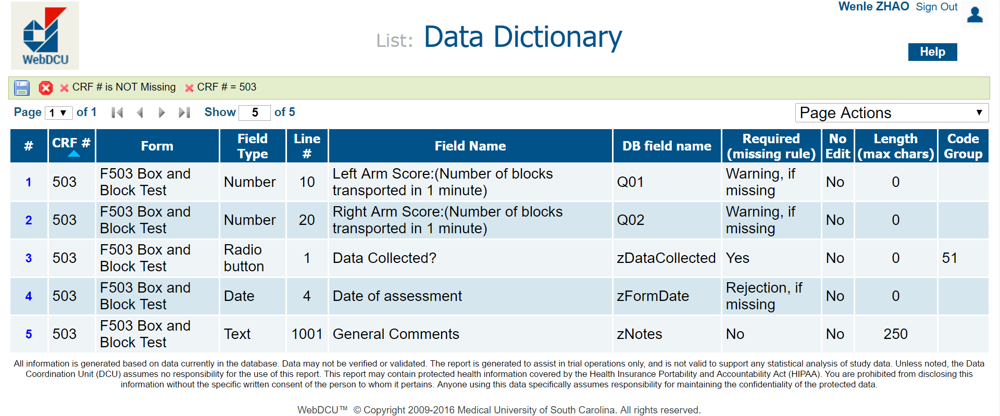 Wenle ZHAO Sign Out
WebDCU
List: Data Dictionary
Help
CRF # is NOT Missing CRF # = 503
Page 1 of 1 Show 5 of 5
Page Actions
# CRF # Form Field Type Line # Field Name DB field name Required (missing rule) No Edit Length (max chars) Code Group
1 503 F503 Box and Block Test Number 10 Left Arm Score:(Number of blocks transported in 1 minute) Q01 Warning, if missing No 0
2 503 F503 Box and Block Test Number 20 Right Arm Score:(Number of blocks transported in 1 minute) Q02 Warning, if missing No 0
3 503 F503 Box and Block Test Radio button 1 Data Collected? zDataCollected Yes No 0 51
4 503 F503 Box and Block Test Date 4 Date of assessment zFormDate Rejection, if missing No 0
5 503 F503 Box and Block Test Text 1001 General Comments zNotes No No 250
All information is generated based on data currently in the database. Data may not be verified or validated. The report is generated to assist in trial operations only, and is not valid to support any statistical analysis of study data. Unless noted, the Data
Coordination Unit (DCU) assumes no responsibility for the use of this report. This report may contain protected health information covered by the Health Insurance Portability and Accountability Act (HIPAA). You are prohibited from disclosing this
information without the specific written consent of the person to whom it pertains. Anyone using this data specifically assumes responsibility for maintaining the confidentiality of the protected data.
WebDCU™ © Copyright 2009-2016 Medical University of South Carolina. All rights reserved.